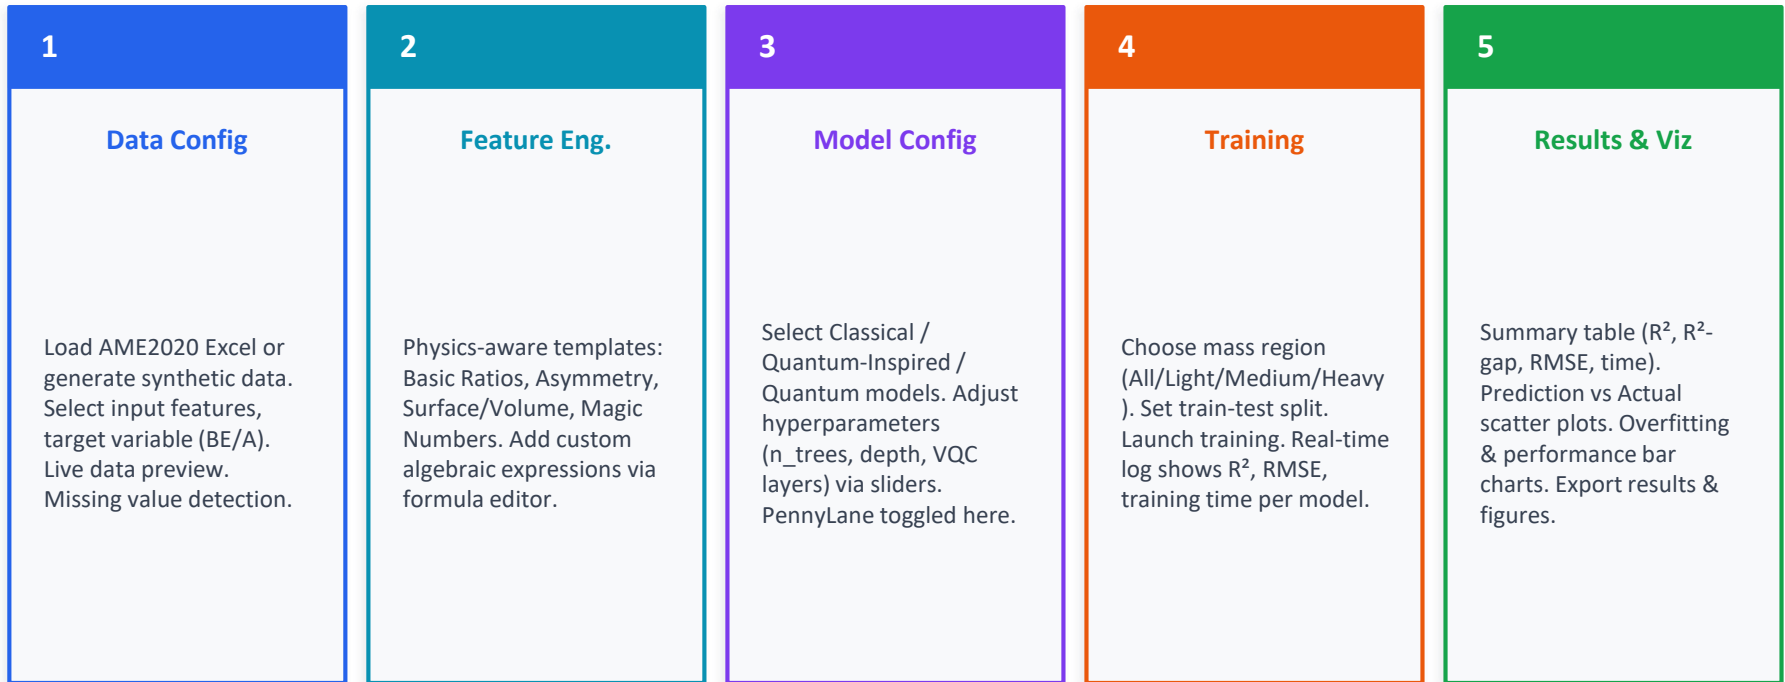 1
Data Config
Load AME2020 Excel or
generate synthetic data.
Select input features,
target variable (BE/A).
Live data preview.
Missing value detection.
2
Feature Eng.
Physics-aware templates:
Basic Ratios, Asymmetry,
Surface/Volume, Magic
Numbers. Add custom
algebraic expressions via
formula editor.
3
Model Config
Select Classical /
Quantum-Inspired /
Quantum models. Adjust
hyperparameters
(n_trees, depth, VQC
layers) via sliders.
PennyLane toggled here.
4
Training
Choose mass region
(All/Light/Medium/Heavy
). Set train-test split.
Launch training. Real-time
log shows R², RMSE,
training time per model.
5
Results & Viz
Summary table (R², R²-
gap, RMSE, time).
Prediction vs Actual
scatter plots. Overfitting
& performance bar
charts. Export results &
figures.